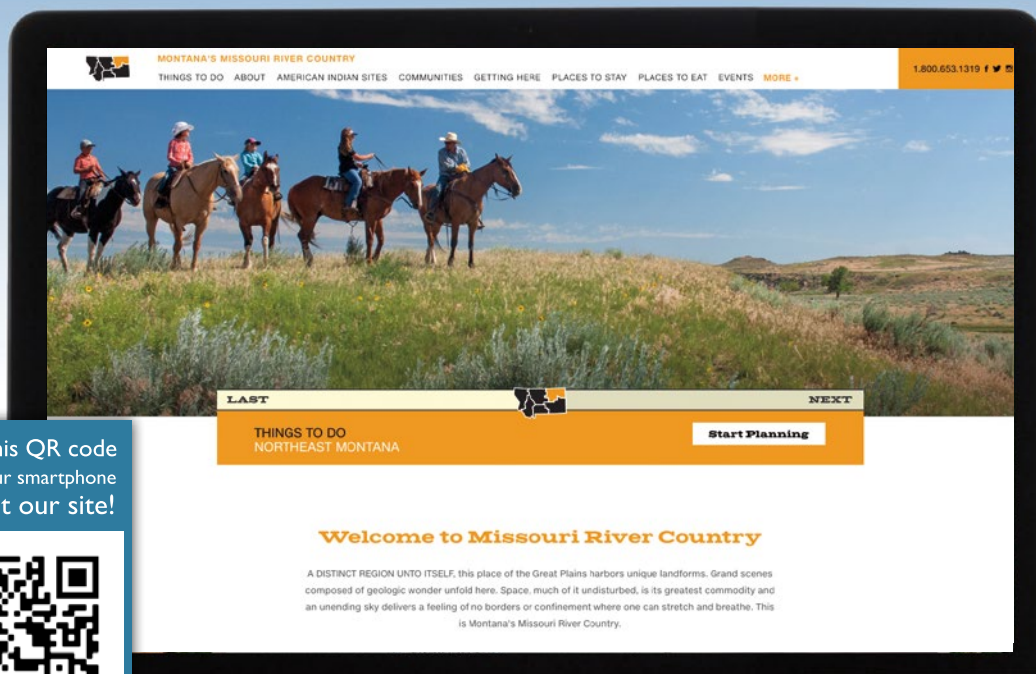 MONTANA'S MISSOURI RIVER COUNTRY
THINGS TO DO ABOUT AMERICAN INDIAN SITES COMMUNITIES GETTING HERE PLACES TO STAY PLACES TO EAT EVENTS MORE »
1.800.653.1319
LAST
NEXT
THINGS TO DO
NORTHEAST MONTANA
Start Planning
QR code
smartphone
our site!
Welcome to Missouri River Country
A DISTINCT REGION UNTO ITSELF, this place of the Great Plains harbors unique landforms. Grand scenes
composed of geologic wonder unfold here. Space, much of it undisturbed, is its greatest commodity and
an unending sky delivers a feeling of no borders or confinement where one can stretch and breathe. This
is Montana's Missouri River Country.